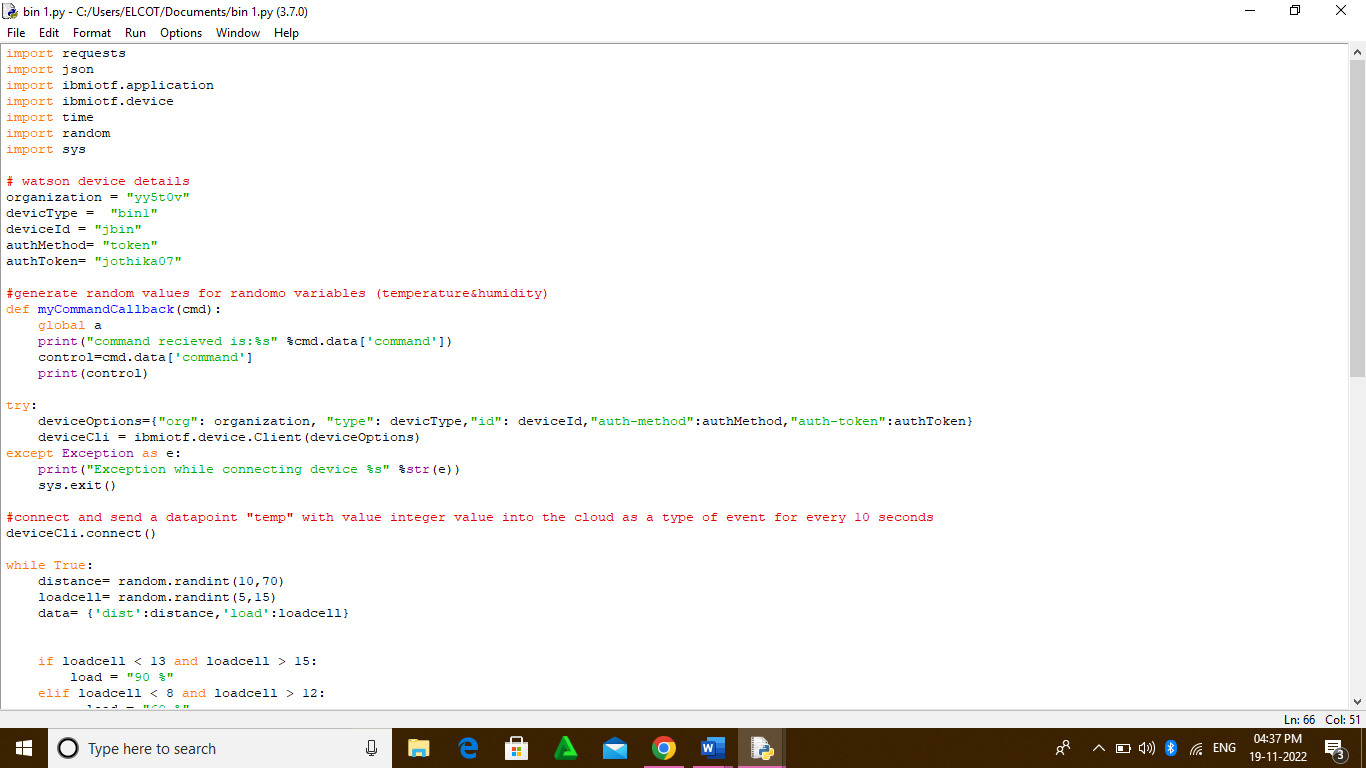 bin 1.py - C:/Users/ELCOT/Documents/bin 1.py (3.7.0)
File Edit Format Run Options Window Help
import requests
import json
import ibmiotf.application
import ibmiotf.device
import time
import random
import sys
# watson device details
organization = "yy5t0v"
devicType =  "bin1"
deviceId = "jbin"
authMethod= "token"
authToken= "jothika07"
#generate random values for randomo variables (temperature&humidity)
def myCommandCallback(cmd):
    global a
    print("command recieved is:%s" %cmd.data['command'])
    control=cmd.data['command']
    print(control)
try:
    deviceOptions={"org": organization, "type": devicType,"id": deviceId,"auth-method":authMethod,"auth-token":authToken}
    deviceCli = ibmiotf.device.Client(deviceOptions)
except Exception as e:
    print("Exception while connecting device %s" %str(e))
    sys.exit()
#connect and send a datapoint "temp" with value integer value into the cloud as a type of event for every 10 seconds
deviceCli.connect()
while True:
    distance= random.randint(10,70)
    loadcell= random.randint(5,15)
    data= {'dist':distance,'load':loadcell}
    if loadcell < 13 and loadcell > 15:
        load = "90 %"
    elif loadcell < 8 and loadcell > 12:
Ln: 66 Col: 51
Type here to search
ENG
04:37 PM
19-11-2022
3